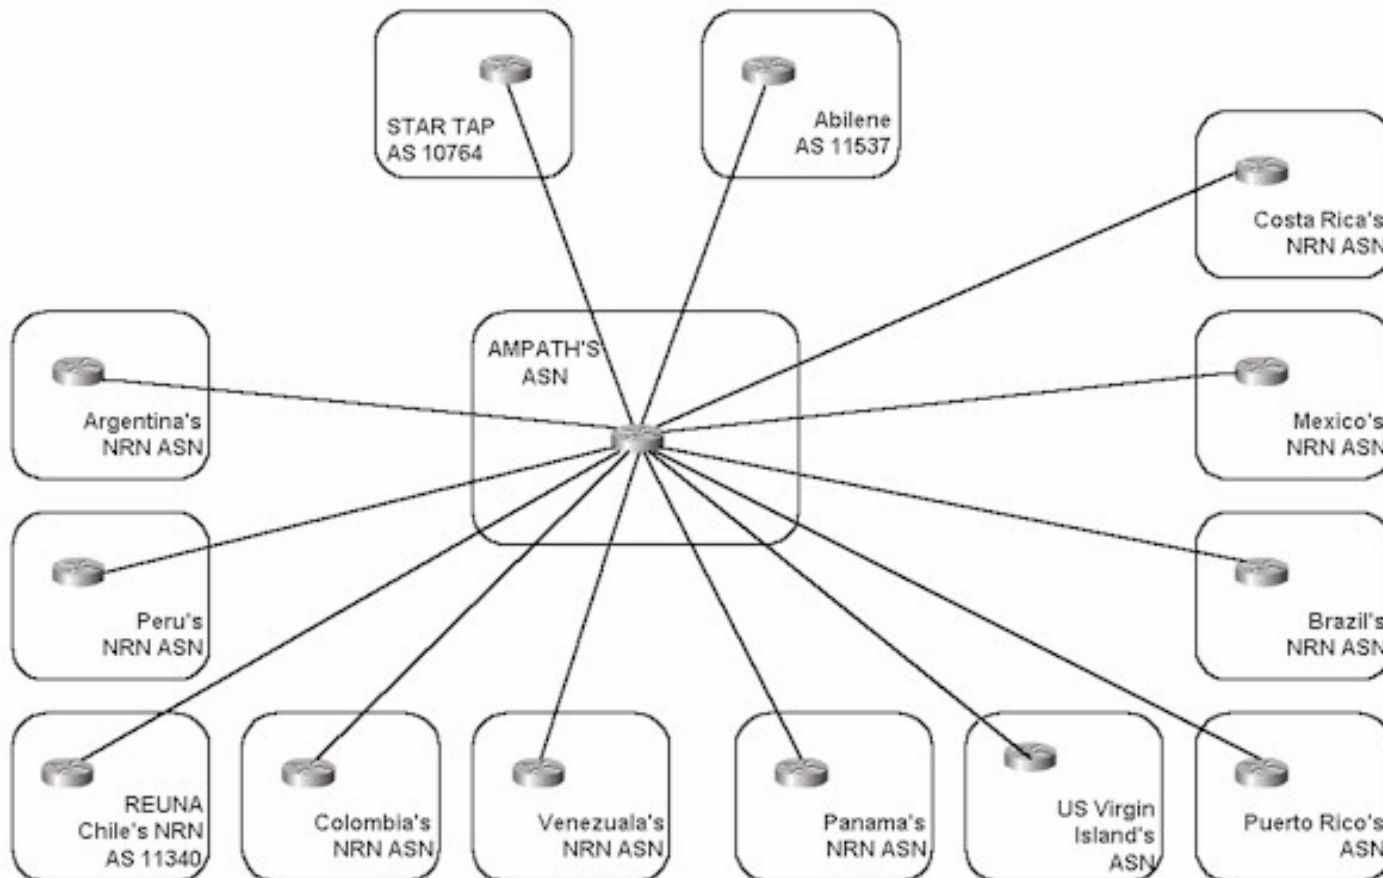 STAR TAP
AS 10764
Abilene
AS 11537
Costa Rica's
NRN ASN
AMPATH'S
ASN
Argentina's
NRN ASN
Mexico's
NRN ASN
Peru's
NRN ASN
Brazil's
NRN ASN
REUNA
Chile's NRN
AS 11340
Colombia's
NRN ASN
Venezuala's
NRN ASN
Panama's
NRN ASN
US Virgin
Island's
ASN
Puerto Rico's
ASN